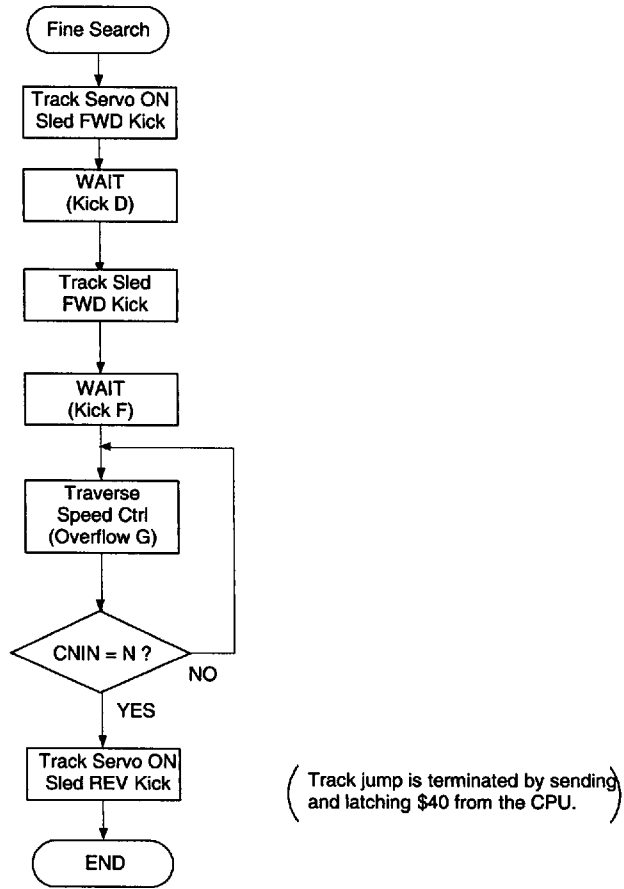 Fine Search
Track Servo ON
Sled FWD Kick
WAIT
(Kick D)
Track Sled
FWD Kick
WAIT
(Kick F)
Traverse
Speed Ctrl
(Overflow G)
CNIN = N ?
NO
YES
Track Servo ON
Sled REV Kick
Track jump is terminated by sending
and latching $40 from the CPU.
END